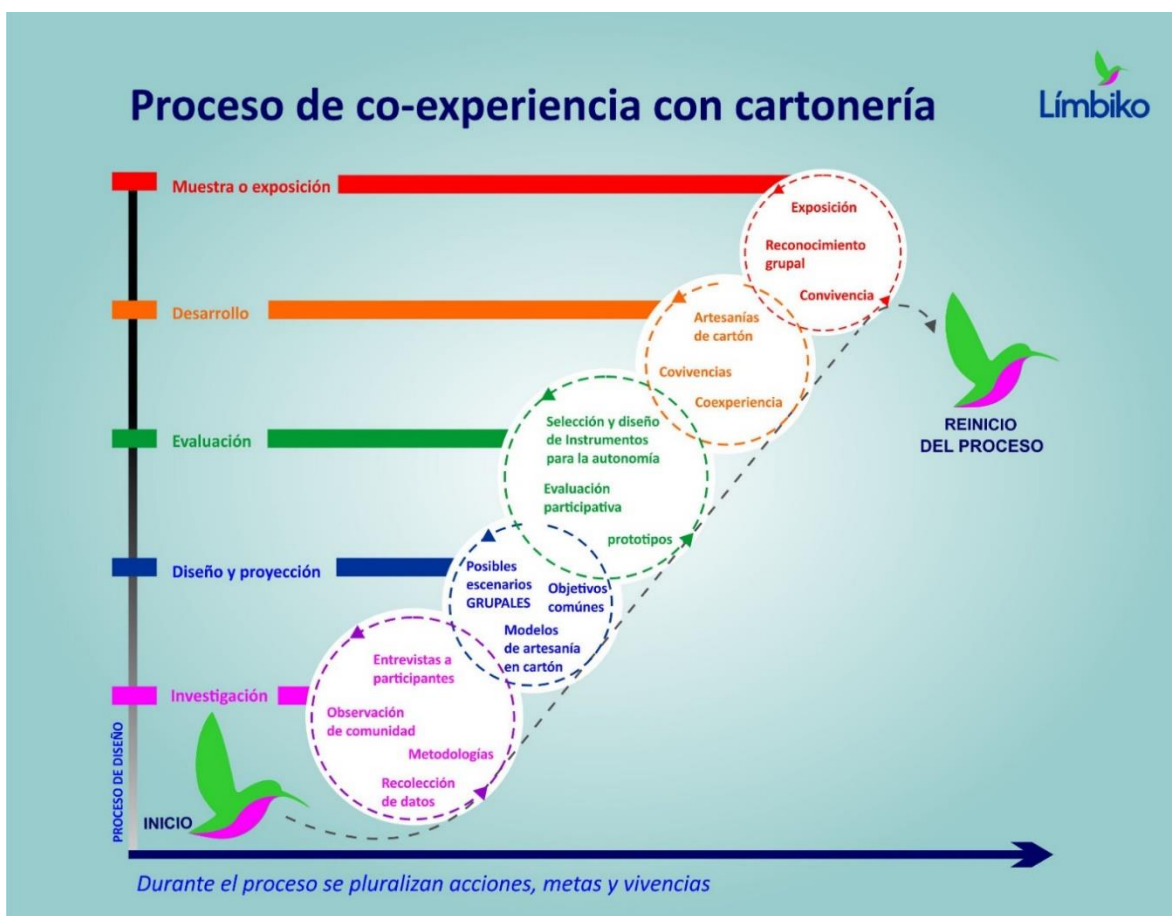 Proceso de co-experiencia con cartonería
Límbiko
Muestra o exposición
Exposición
Reconocimiento
grupal
Convivencia
Desarrollo
Artesanías
de cartón
Covivencias
Coexperiencia
REINICIO
DEL PROCESO
Evaluación
Selección y diseño
de Instrumentos
para la autonomía
Evaluación
participativa
prototipos
Diseño y proyección
Posibles
escenarios
GRUPALES
Objetivos
comúnes
Modelos
de artesanía
en cartón
Investigación
Entrevistas a
participantes
Observación
de comunidad
Metodologías
Recolección
de datos
PROCESO DE DISEÑO
INICIO
Durante el proceso se pluralizan acciones, metas y vivencias